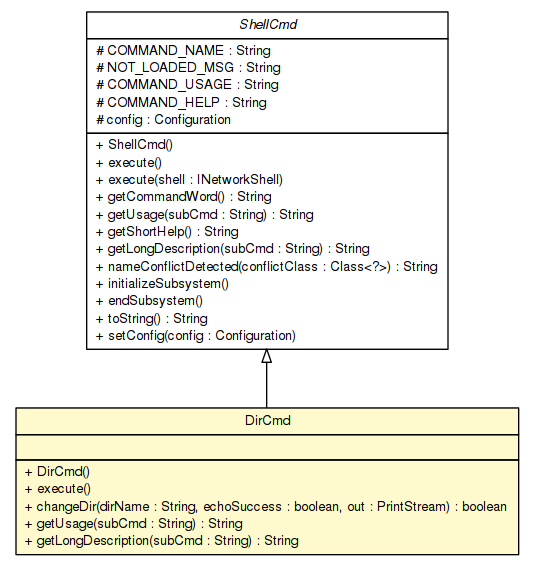 ShellCmd
# COMMAND_NAME : String
# NOT_LOADED_MSG : String
# COMMAND_USAGE : String
# COMMAND_HELP : String
# config : Configuration
+ ShellCmd()
+ execute()
+ execute(shell : INetworkShell)
+ getCommandWord() : String
+ getUsage(subCmd : String) : String
+ getShortHelp() : String
+ getLongDescription(subCmd : String) : String
+ nameConflictDetected(conflictClass : Class<?>) : String
+ initializeSubsystem()
+ endSubsystem()
+ toString() : String
+ setConfig(config : Configuration)
DirCmd
+ DirCmd()
+ execute()
+ changeDir(dirName : String, echoSuccess : boolean, out : PrintStream) : boolean
+ getUsage(subCmd : String) : String
+ getLongDescription(subCmd : String) : String